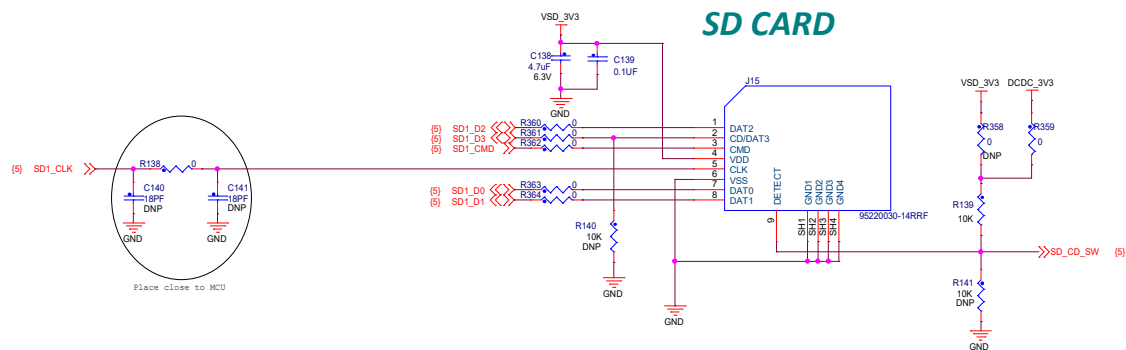 SD CARD
VSD_3V3
C138
4.7uF
6.3V
C139
0.1UF
GND
J15
VSD_3V3
DCDC_3V3
R358
0
DNP
R359
0
{5} SD1_D2
R360
0
1
DAT2
{5} SD1_D3
R361
0
2
CD/DAT3
{5} SD1_CMD
R362
0
3
CMD
4
VDD
{5} SD1_CLK
R138
0
5
CLK
6
VSS
{5} SD1_D0
R363
0
7
DAT0
{5} SD1_D1
R364
0
8
DAT1
C140
18PF
DNP
GND
C141
18PF
DNP
GND
Place close to MCU
R140
10K
DNP
GND
DETECT
GND1
GND2
GND3
GND4
95220030-14RRF
9
SH1
SH2
SH3
SH4
GND
R139
10K
SD_CD_SW {5}
R141
10K
DNP
GND